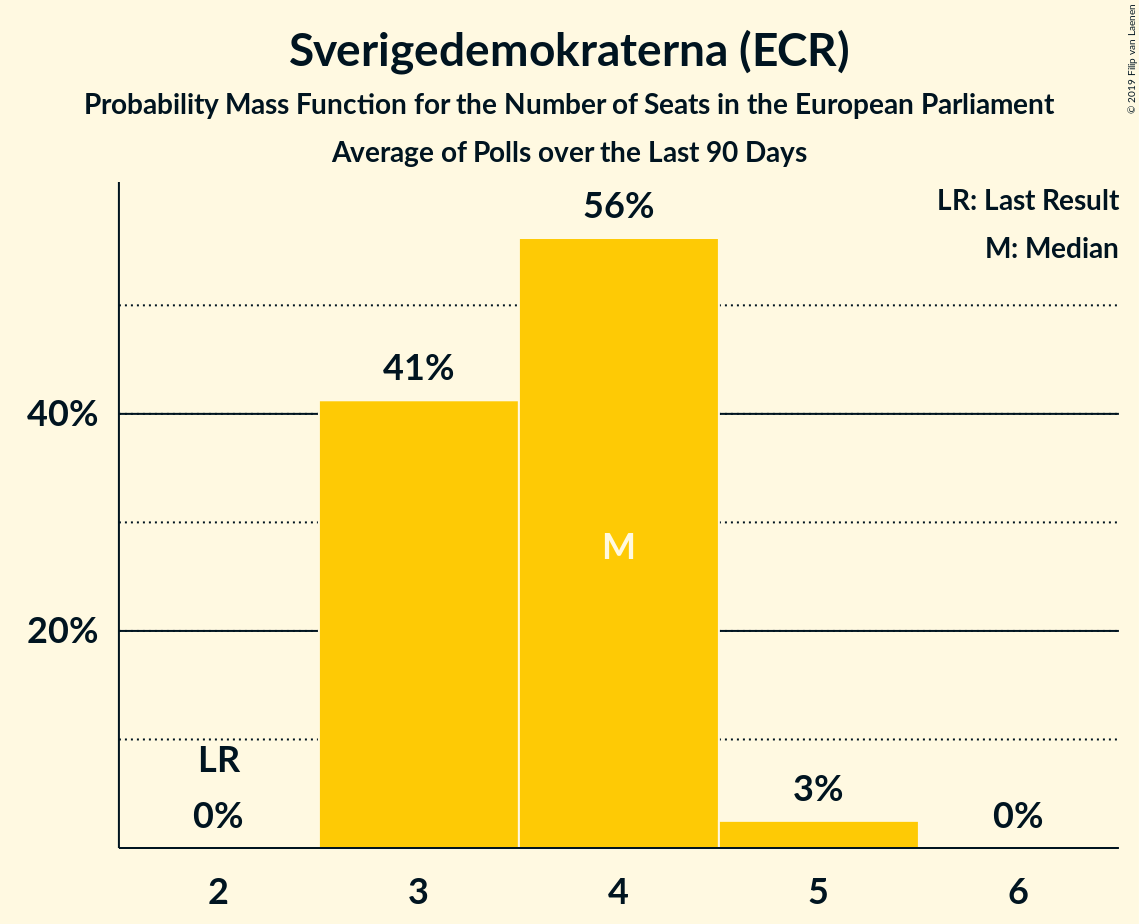 Sverigedemokraterna (ECR)
Probability Mass Function for the Number of Seats in the European Parliament
Average of Polls over the Last 90 Days
© 2019 Filip van Laenen
LR: Last Result
M: Median
56%
41%
40%
M
20%
LR
0%
3%
0%
2
3
4
5
6